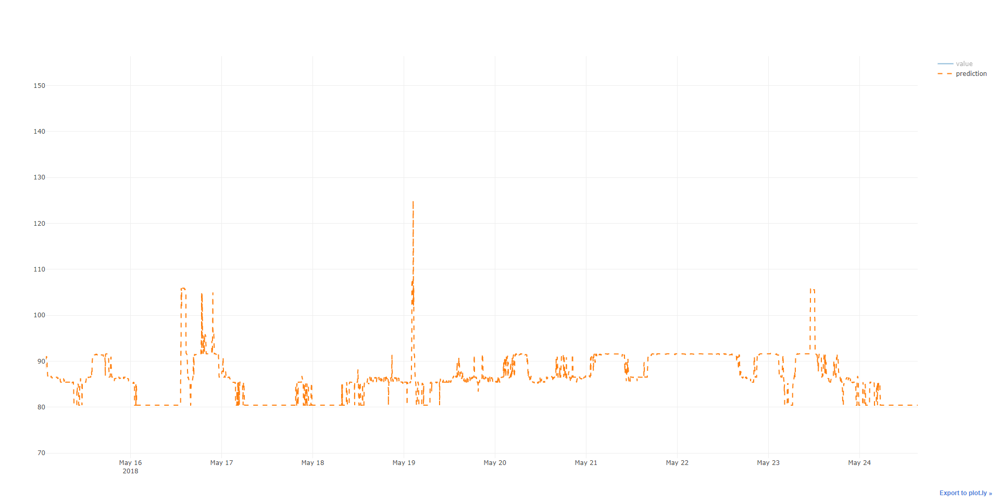 value
prediction
150
140
130
120
110
100
90
80
70
May 16
2018
May 17
May 18
May 19
May 20
May 21
May 22
May 23
May 24
Export to plot.ly »